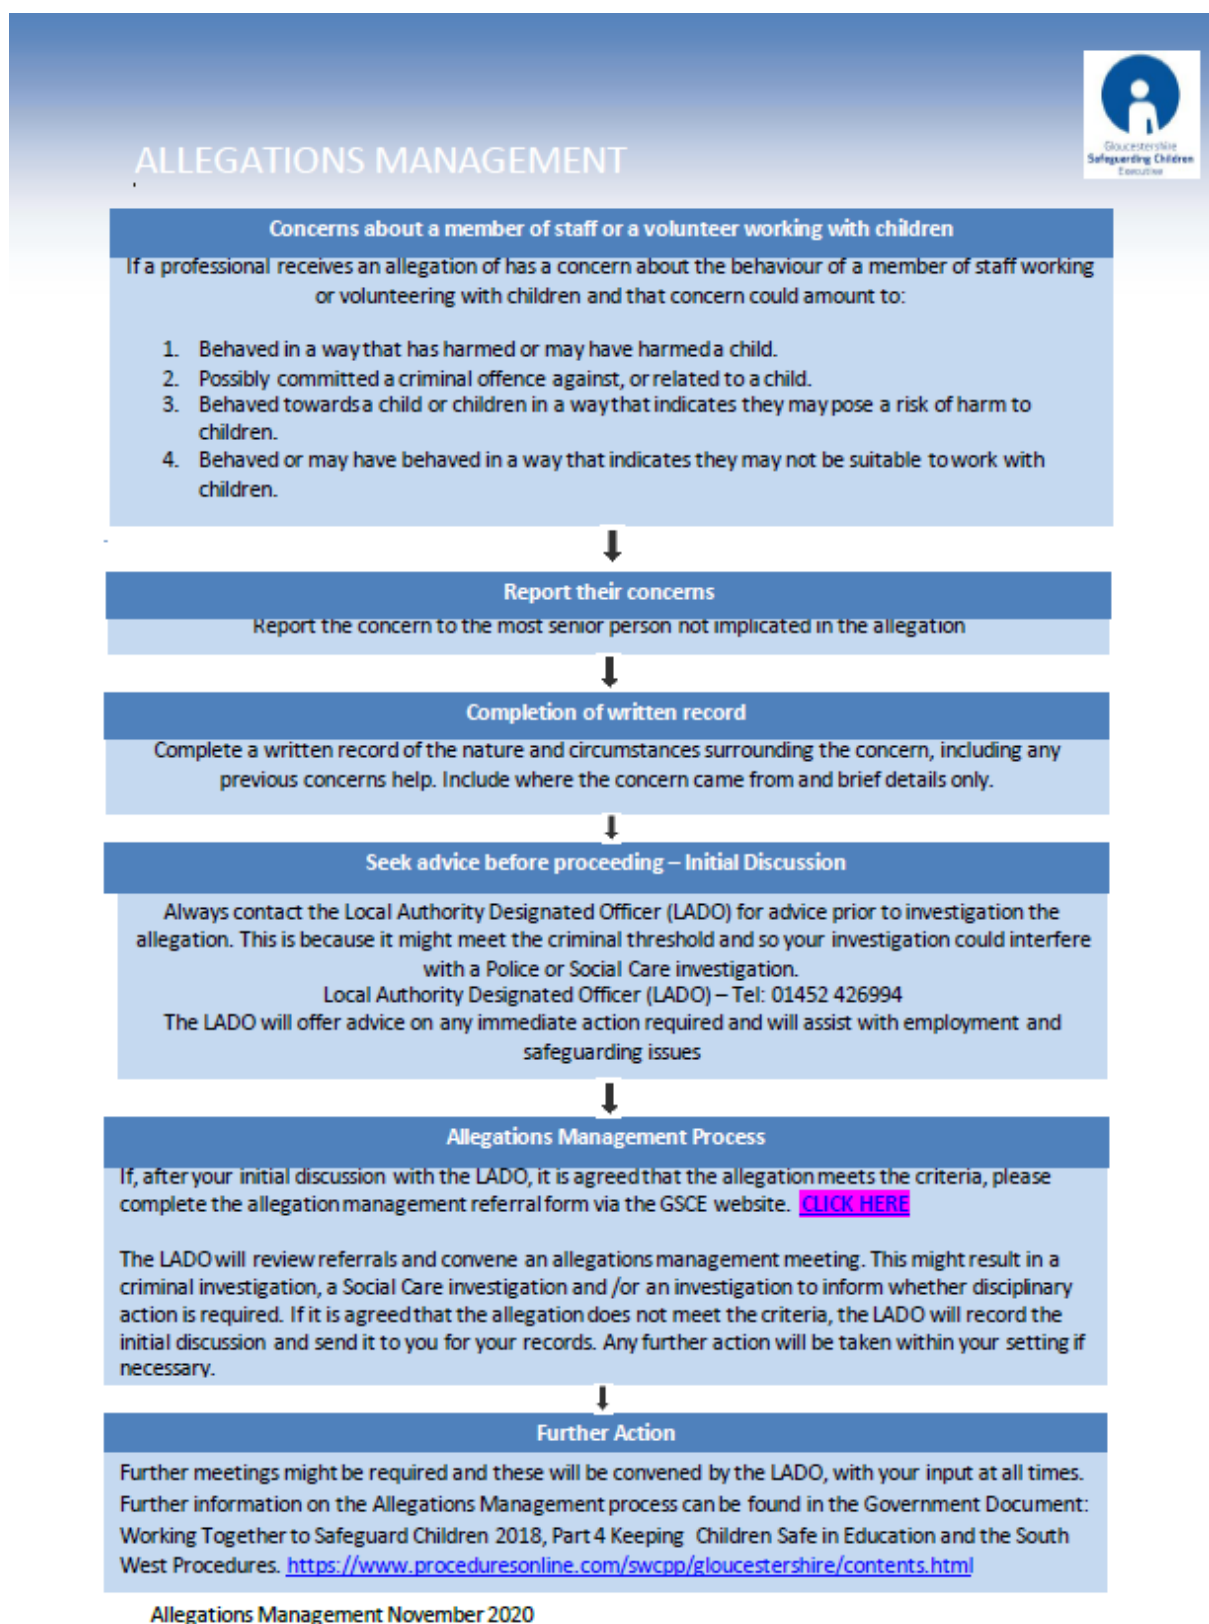 Gloucestershire
Safeguarding Children
Executive
ALLEGATIONS MANAGEMENT
Concerns about a member of staff or a volunteer working with children
If a professional receives an allegation of has a concern about the behaviour of a member of staff working
or volunteering with children and that concern could amount to:
1. Behaved in a way that has harmed or may have harmed a child.
2. Possibly committed a criminal offence against, or related to a child.
3. Behaved towards a child or children in a way that indicates they may pose a risk of harm to
children.
4. Behaved or may have behaved in a way that indicates they may not be suitable to work with
children.
Report their concerns
Report the concern to the most senior person not implicated in the allegation
Completion of written record
Complete a written record of the nature and circumstances surrounding the concern, including any
previous concerns help. Include where the concern came from and brief details only.
Seek advice before proceeding – Initial Discussion
Always contact the Local Authority Designated Officer (LADO) for advice prior to investigation the
allegation. This is because it might meet the criminal threshold and so your investigation could interfere
with a Police or Social Care investigation.
Local Authority Designated Officer (LADO) – Tel: 01452 426994
The LADO will offer advice on any immediate action required and will assist with employment and
safeguarding issues
Allegations Management Process
If, after your initial discussion with the LADO, it is agreed that the allegation meets the criteria, please
complete the allegation management referral form via the GSCE website. CLICK HERE
The LADO will review referrals and convene an allegations management meeting. This might result in a
criminal investigation, a Social Care investigation and /or an investigation to inform whether disciplinary
action is required. If it is agreed that the allegation does not meet the criteria, the LADO will record the
initial discussion and send it to you for your records. Any further action will be taken within your setting if
necessary.
Further Action
Further meetings might be required and these will be convened by the LADO, with your input at all times.
Further information on the Allegations Management process can be found in the Government Document:
Working Together to Safeguard Children 2018, Part 4 Keeping Children Safe in Education and the South
West Procedures. https://www.proceduresonline.com/swcpp/gloucestershire/contents.html
Allegations Management November 2020